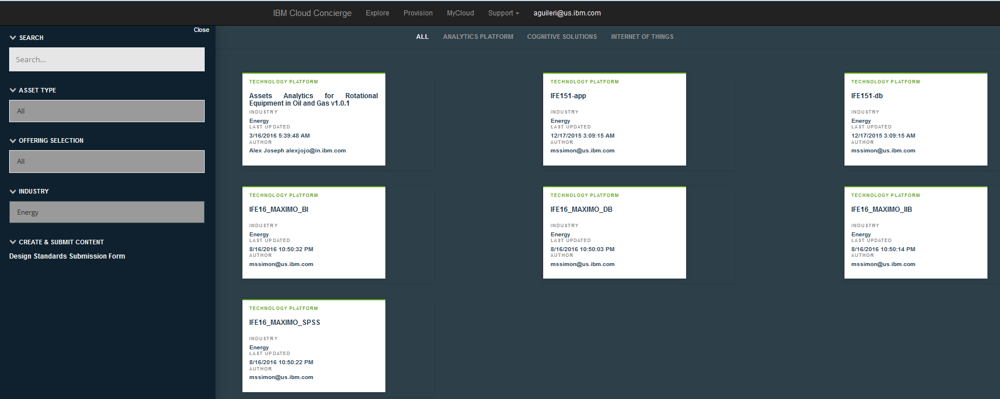 IBM Cloud Concierge Explore Provision MyCloud Support aguileri@us.ibm.com
Close
SEARCH
Search...
ASSET TYPE
All
OFFERING SELECTION
All
INDUSTRY
Energy
CREATE & SUBMIT CONTENT
Design Standards Submission Form
ALL ANALYTICS PLATFORM COGNITIVE SOLUTIONS INTERNET OF THINGS
TECHNOLOGY PLATFORM
Assets Analytics for Rotational
Equipment in Oil and Gas v1.0.1
INDUSTRY
Energy
LAST UPDATED
3/16/2016 5:39:48 AM
AUTHOR
Alex Joseph alexjojo@in.ibm.com
TECHNOLOGY PLATFORM
IFE151-app
INDUSTRY
Energy
LAST UPDATED
12/17/2015 3:09:15 AM
AUTHOR
mssimon@us.ibm.com
TECHNOLOGY PLATFORM
IFE151-db
INDUSTRY
Energy
LAST UPDATED
12/17/2015 3:09:15 AM
AUTHOR
mssimon@us.ibm.com
TECHNOLOGY PLATFORM
IFE16_MAXIMO_BI
INDUSTRY
Energy
LAST UPDATED
8/16/2016 10:50:32 PM
AUTHOR
mssimon@us.ibm.com
TECHNOLOGY PLATFORM
IFE16_MAXIMO_DB
INDUSTRY
Energy
LAST UPDATED
8/16/2016 10:50:03 PM
AUTHOR
mssimon@us.ibm.com
TECHNOLOGY PLATFORM
IFE16_MAXIMO_IIB
INDUSTRY
Energy
LAST UPDATED
8/16/2016 10:50:14 PM
AUTHOR
mssimon@us.ibm.com
TECHNOLOGY PLATFORM
IFE16_MAXIMO_SPSS
INDUSTRY
Energy
LAST UPDATED
8/16/2016 10:50:22 PM
AUTHOR
mssimon@us.ibm.com